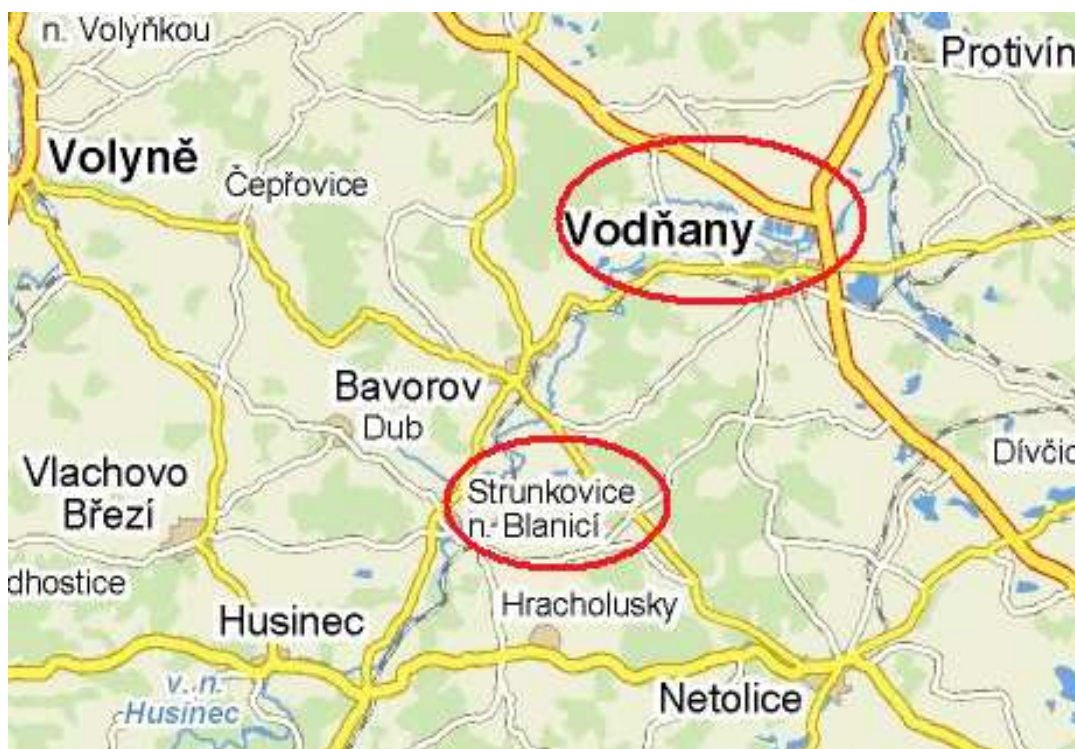 n. Volyňkou
Protivín
Volyně
Čepřovice
Vodňany
Bavorov
Dub
Dívčic
Vlachovo
Březí
Strunkovice
n. Blanicí
dhostice
Hracholusky
Husinec
v. n.
Husinec
Netolice